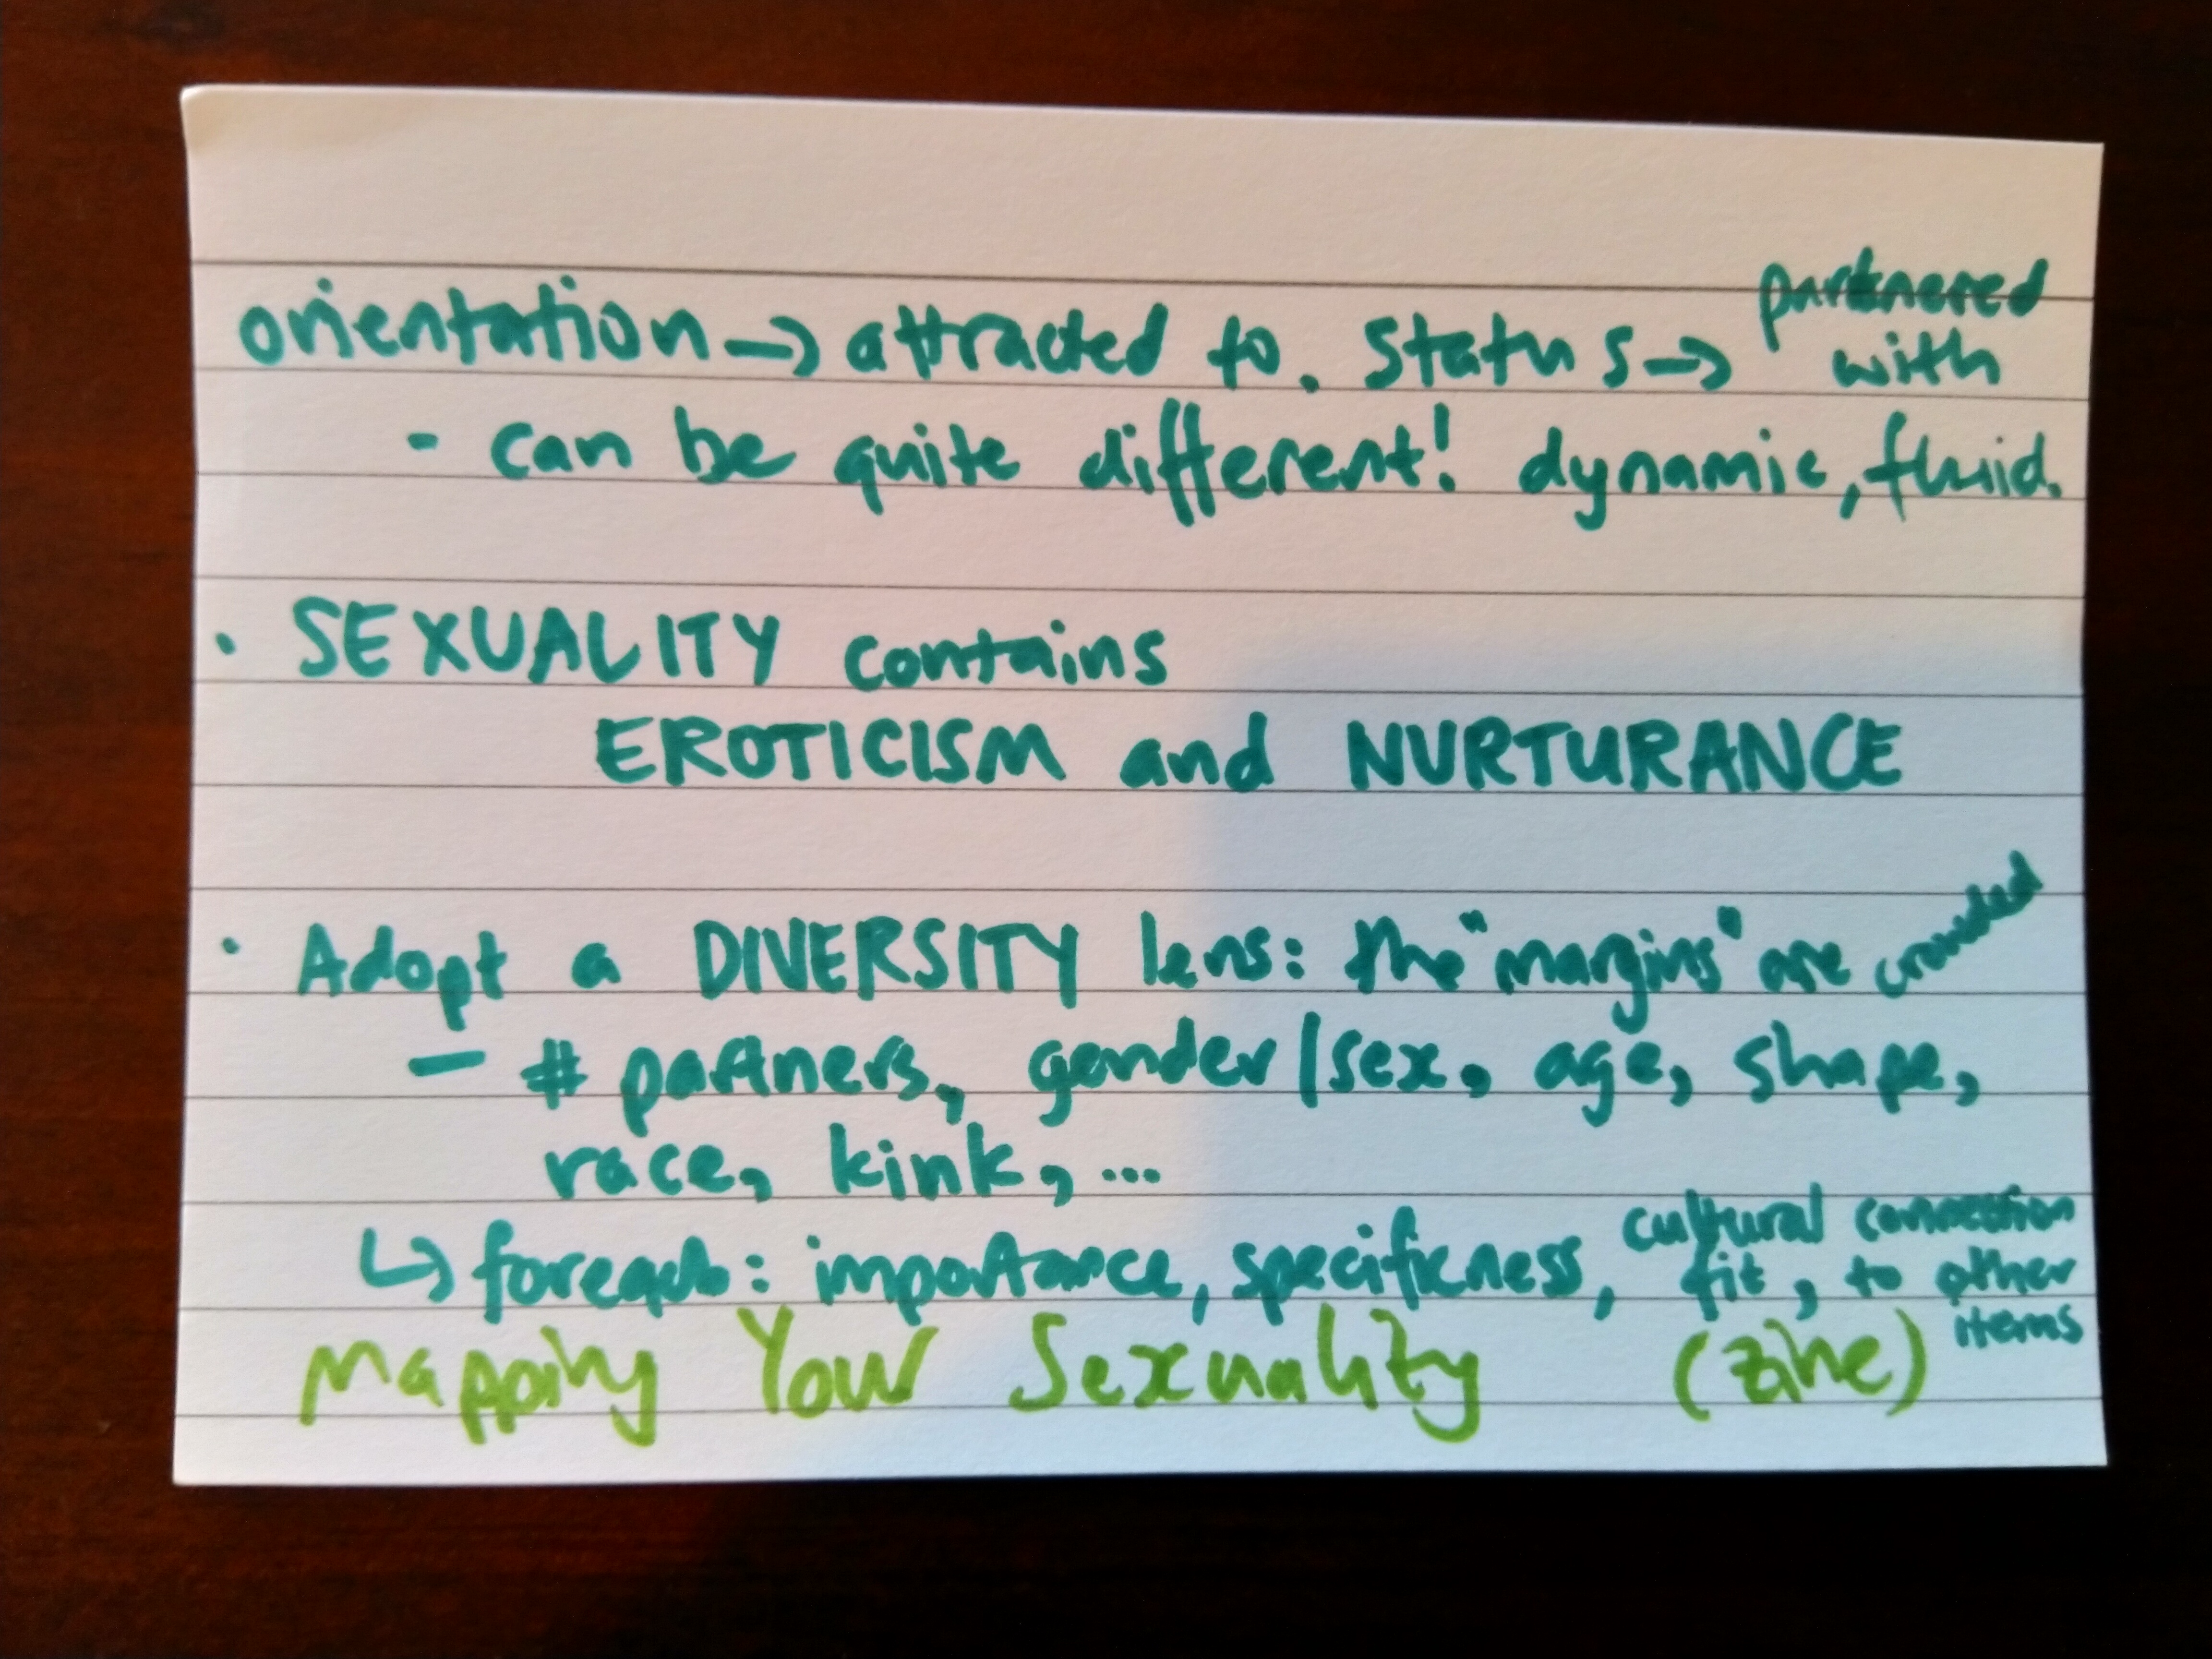 orientation → attracted to. Status → partnered with
- can be quite different! dynamic, fluid.
• SEXUALITY contains
EROTICISM and NURTURANCE
• Adopt a DIVERSITY lens: the "margins" are crowded
- # partners, gender/sex, age, shape,
race, kink, ...
↳ foreach: importance, specificness, cultural fit, connection to other items
Mapping Your Sexuality (zine)